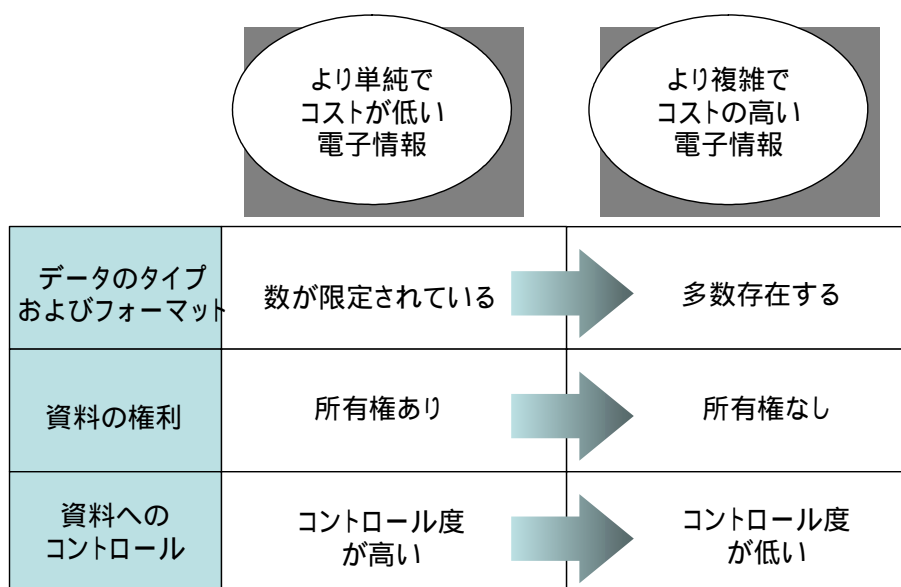 より単純で
コストが低い
電子情報
より複雑で
コストの高い
電子情報
データのタイプ
およびフォーマット
数が限定されている
多数存在する
資料の権利
所有権あり
所有権なし
資料への
コントロール
コントロール度
が高い
コントロール度
が低い